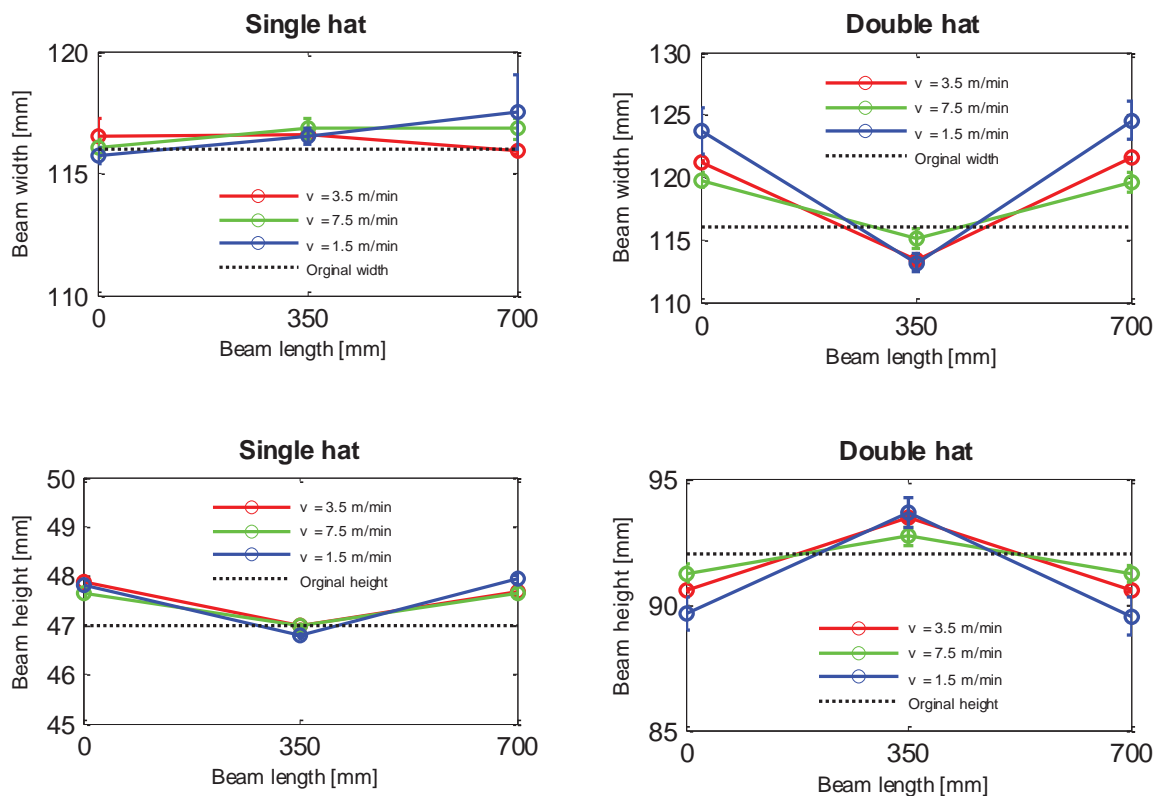 Single hat
120
115
110
0
350
700
Beam width [mm]
Beam length [mm]
v = 3.5 m/min
v = 7.5 m/min
v = 1.5 m/min
Orginal width
Double hat
130
125
120
115
110
0
350
700
Beam width [mm]
Beam length [mm]
v = 3.5 m/min
v = 7.5 m/min
v = 1.5 m/min
Orginal width
Single hat
50
49
48
47
46
45
0
350
700
Beam height [mm]
Beam length [mm]
v = 3.5 m/min
v = 7.5 m/min
v = 1.5 m/min
Orginal height
Double hat
95
90
85
0
350
700
Beam height [mm]
Beam length [mm]
v = 3.5 m/min
v = 7.5 m/min
v = 1.5 m/min
Orginal height